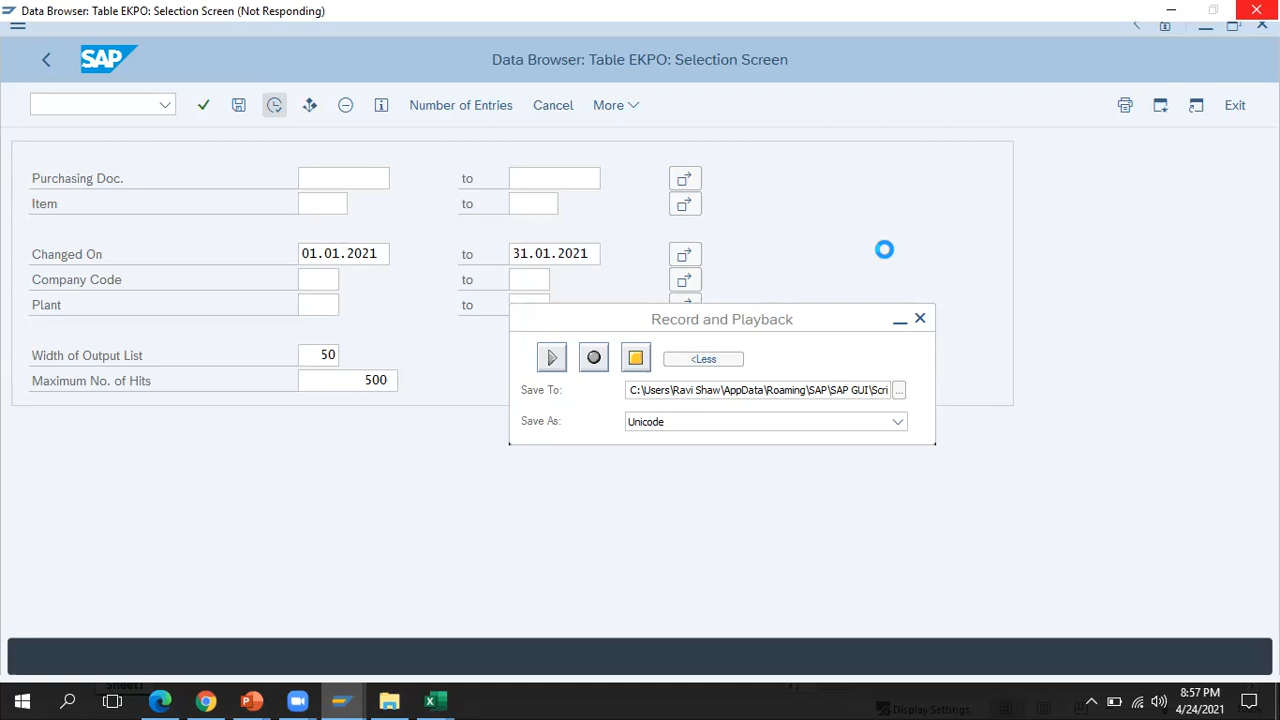 Data Browser: Table EKPO: Selection Screen (Not Responding)
SAP
Data Browser: Table EKPO: Selection Screen
Number of Entries
Cancel
More
Exit
Purchasing Doc.
to
Item
to
Changed On
01.01.2021
to
31.01.2021
Company Code
to
Plant
to
Width of Output List
50
Maximum No. of Hits
500
Record and Playback
<Less
Save To:
C:\Users\Ravi Shaw\AppData\Roaming\SAP\SAP GUI\Scri
...
Save As:
Unicode
Sheet1
Display Settings
8:57 PM
4/24/2021